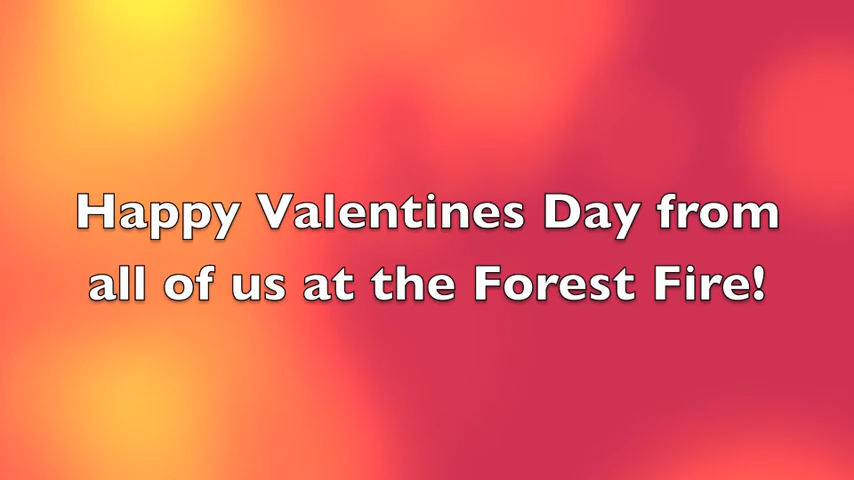 Happy Valentines Day from
all of us at the Forest Fire!